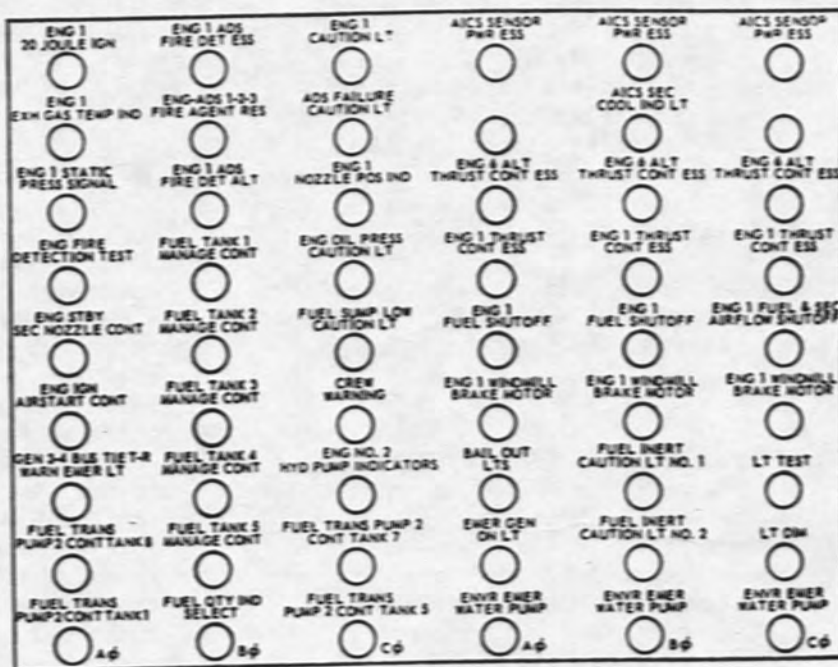 ENG 1
20 JOULE IGN
ENG 1 ADS
FIRE DET ESS
ENG 1
CAUTION LT
AICS SENSOR
PWR ESS
AICS SENSOR
PWR ESS
AICS SENSOR
PWR ESS
ENG 1
EXH GAS TEMP IND
ENG-ADS 1-2-3
FIRE AGENT RES
ADS FAILURE
CAUTION LT
AICS SEC
COOL IND LT
ENG 1 STATIC
PRESS SIGNAL
ENG 1 ADS
FIRE DET ALT
ENG 1
NOZZLE POS IND
ENG 6 ALT
THRUST CONT ESS
ENG 6 ALT
THRUST CONT ESS
ENG 6 ALT
THRUST CONT ESS
ENG FIRE
DETECTION TEST
FUEL TANK 1
MANAGE CONT
ENG OIL PRESS
CAUTION LT
ENG 1 THRUST
CONT ESS
ENG 1 THRUST
CONT ESS
ENG 1 THRUST
CONT ESS
ENG STBY
SEC NOZZLE CONT
FUEL TANK 2
MANAGE CONT
FUEL SUMP LOW
CAUTION LT
ENG 1
FUEL SHUTOFF
ENG 1
FUEL SHUTOFF
ENG 1 FUEL & SEC
AIRFLOW SHUTOFF
ENG IGN
AIRSTART CONT
FUEL TANK 3
MANAGE CONT
CREW
WARNING
ENG 1 WINDMILL
BRAKE MOTOR
ENG 1 WINDMILL
BRAKE MOTOR
ENG 1 WINDMILL
BRAKE MOTOR
GEN 3-4 BUS TIE T-R
WARN EMER LT
FUEL TANK 4
MANAGE CONT
ENG NO. 2
HYD PUMP INDICATORS
BAIL OUT
LTS
FUEL INERT
CAUTION LT NO. 1
LT TEST
FUEL TRANS
PUMP 2 CONT TANK 8
FUEL TANK 5
MANAGE CONT
FUEL TRANS PUMP 2
CONT TANK 7
EMER GEN
ON LT
FUEL INERT
CAUTION LT NO. 2
LT DIM
FUEL TRANS
PUMP 2 CONT TANK 1
FUEL QTY IND
SELECT
FUEL TRANS
PUMP 2 CONT TANK 5
ENVR EMER
WATER PUMP
ENVR EMER
WATER PUMP
ENVR EMER
WATER PUMP
Aϕ
Bϕ
Cϕ
Aϕ
Bϕ
Cϕ